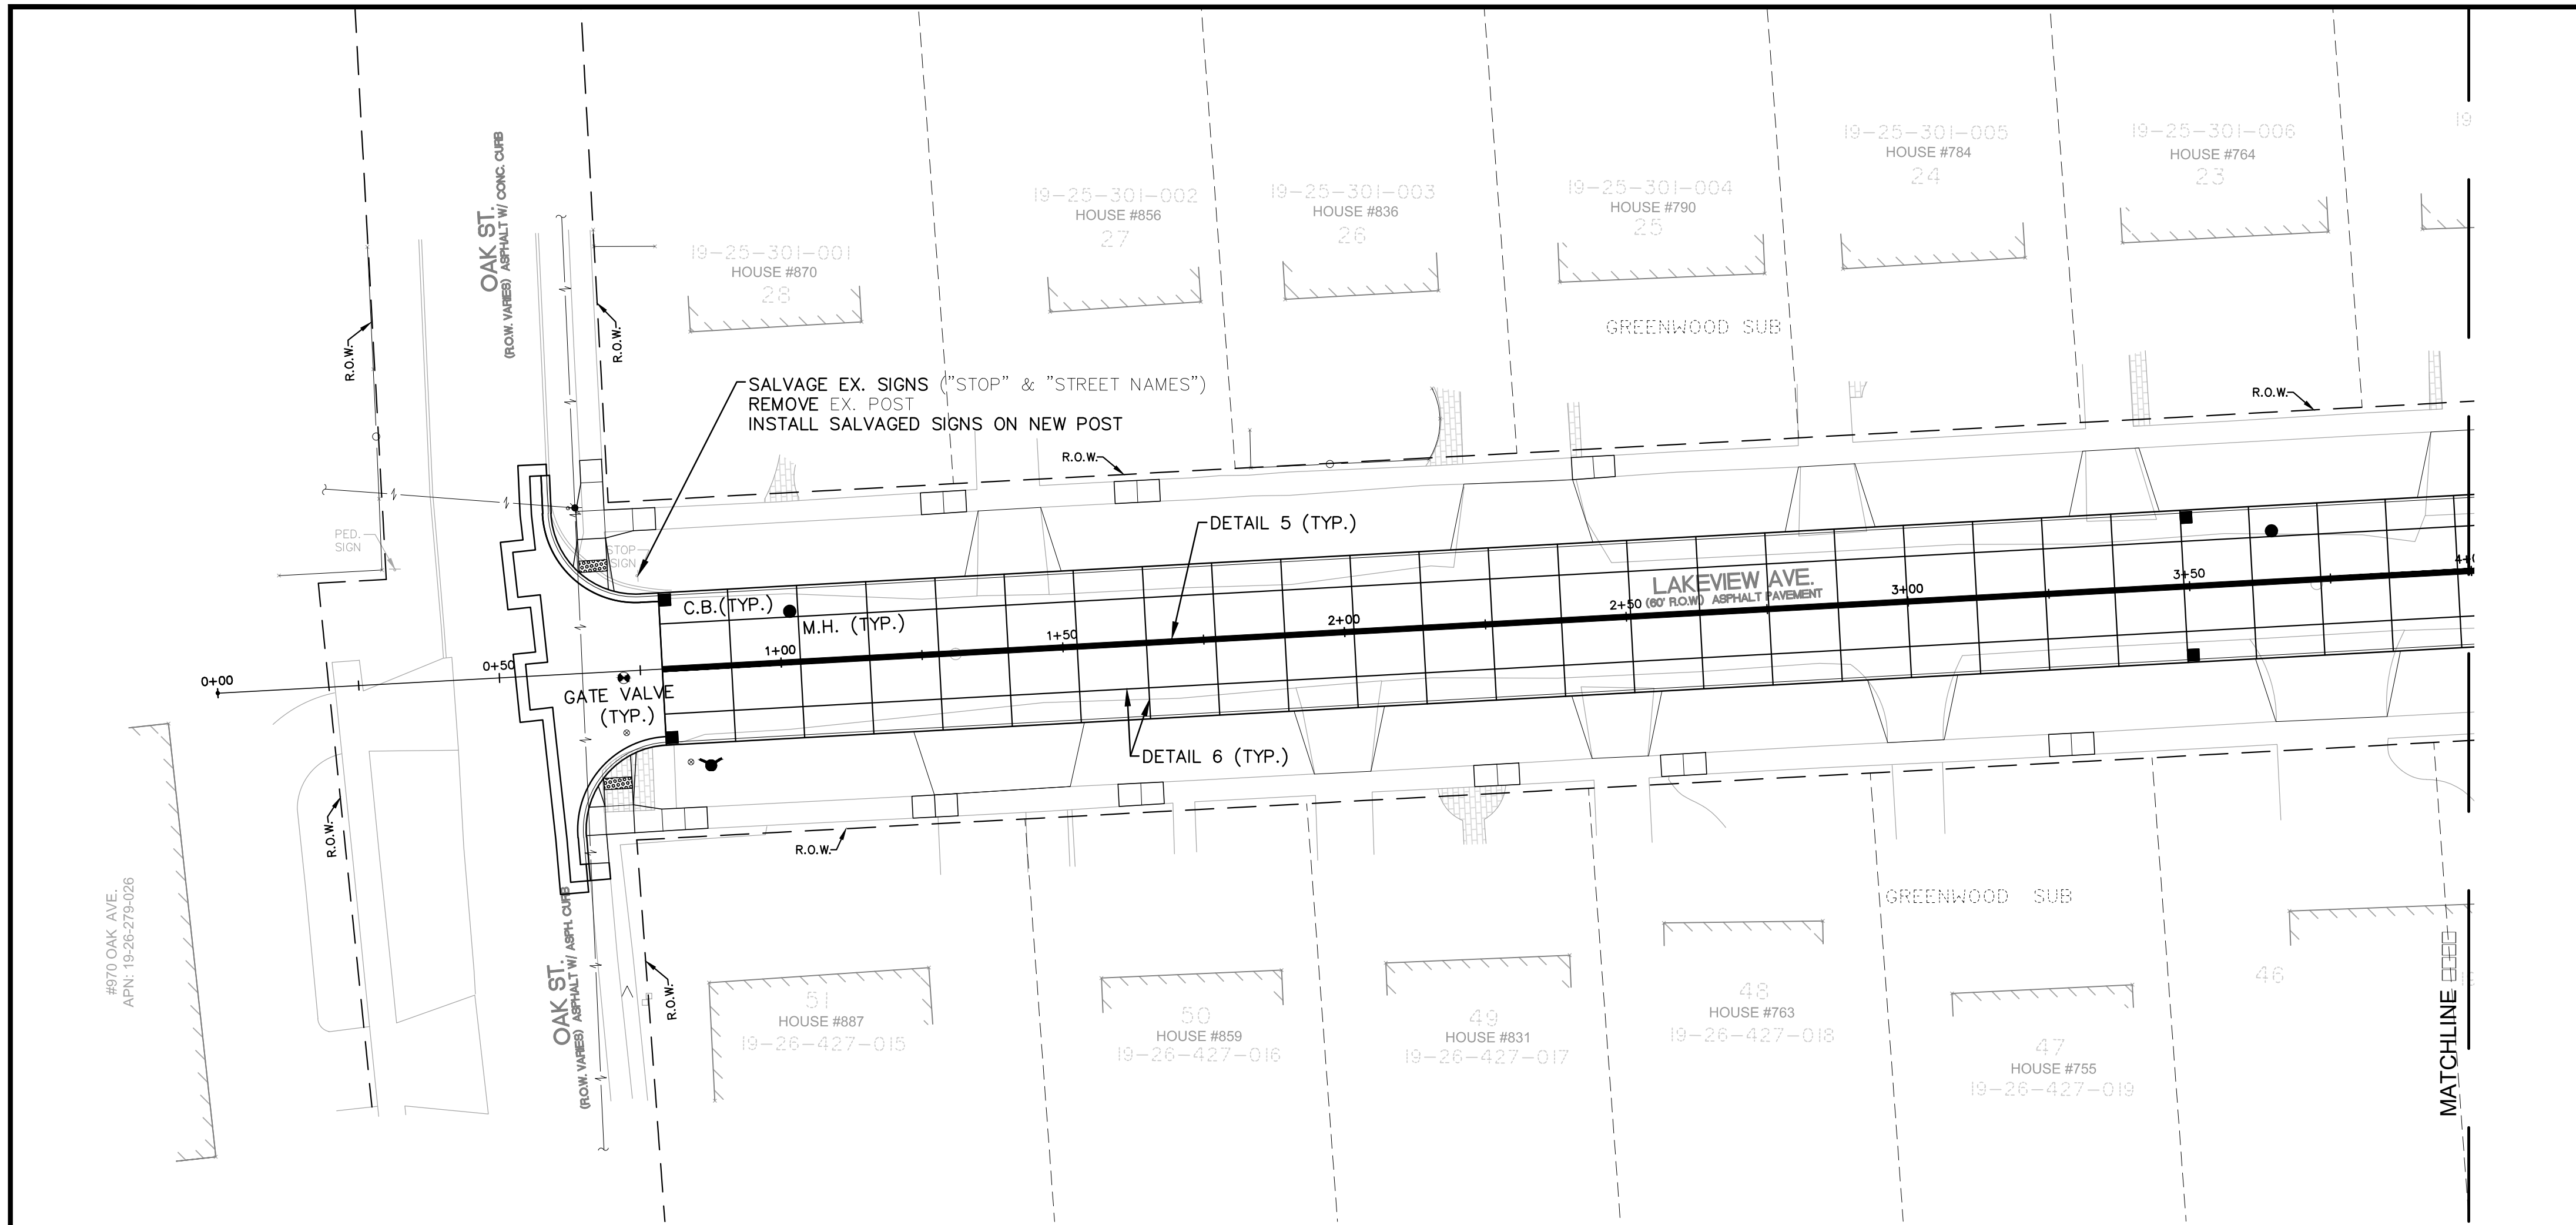 OAK ST.
(R.O.W. VARIES) ASPHALT W/ CONC. CURB
R.O.W.
R.O.W.
19-25-301-001
HOUSE #870
28
19-25-301-002
HOUSE #856
27
19-25-301-003
HOUSE #836
26
19-25-301-004
HOUSE #790
25
19-25-301-005
HOUSE #784
24
19-25-301-006
HOUSE #764
23
19
GREENWOOD SUB
SALVAGE EX. SIGNS ("STOP" & "STREET NAMES")
REMOVE EX. POST
INSTALL SALVAGED SIGNS ON NEW POST
R.O.W.
R.O.W.
PED.
SIGN
STOP
SIGN
DETAIL 5 (TYP.)
LAKEVIEW AVE.
(60' R.O.W) ASPHALT PAVEMENT
C.B.(TYP.)
M.H. (TYP.)
0+00
0+50
1+00
1+50
2+00
2+50
3+00
3+50
GATE VALVE
(TYP.)
DETAIL 6 (TYP.)
R.O.W.
R.O.W.
R.O.W.
#970 OAK AVE.
APN: 19-26-279-026
OAK ST.
(R.O.W. VARIES) ASPHALT W/ ASPH. CURB
51
HOUSE #887
19-26-427-015
50
HOUSE #859
19-26-427-016
49
HOUSE #831
19-26-427-017
48
HOUSE #763
19-26-427-018
47
HOUSE #755
19-26-427-019
GREENWOOD SUB
46
MATCHLINE